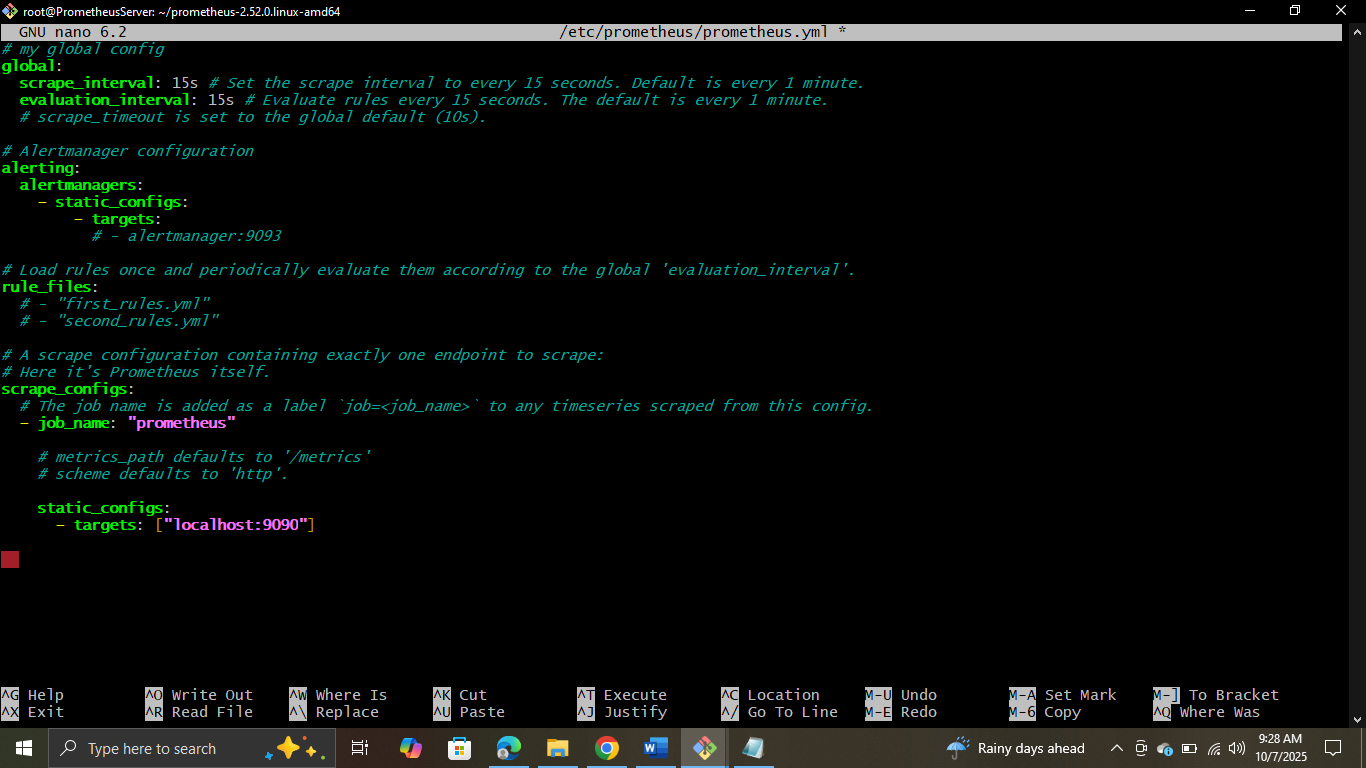 root@PrometheusServer: ~/prometheus-2.52.0.linux-amd64
GNU nano 6.2 /etc/prometheus/prometheus.yml *
# my global config
global:
  scrape_interval: 15s # Set the scrape interval to every 15 seconds. Default is every 1 minute.
  evaluation_interval: 15s # Evaluate rules every 15 seconds. The default is every 1 minute.
  # scrape_timeout is set to the global default (10s).

# Alertmanager configuration
alerting:
  alertmanagers:
    - static_configs:
        - targets:
          # - alertmanager:9093

# Load rules once and periodically evaluate them according to the global 'evaluation_interval'.
rule_files:
  # - "first_rules.yml"
  # - "second_rules.yml"

# A scrape configuration containing exactly one endpoint to scrape:
# Here it's Prometheus itself.
scrape_configs:
  # The job name is added as a label `job=<job_name>` to any timeseries scraped from this config.
  - job_name: "prometheus"

    # metrics_path defaults to '/metrics'
    # scheme defaults to 'http'.

    static_configs:
      - targets: ["localhost:9090"]

^G Help ^O Write Out ^W Where Is ^K Cut ^T Execute ^C Location M-U Undo M-A Set Mark M-] To Bracket
^X Exit ^R Read File ^\ Replace ^U Paste ^J Justify ^/ Go To Line M-E Redo M-6 Copy ^Q Where Was
Type here to search
Rainy days ahead
9:28 AM
10/7/2025